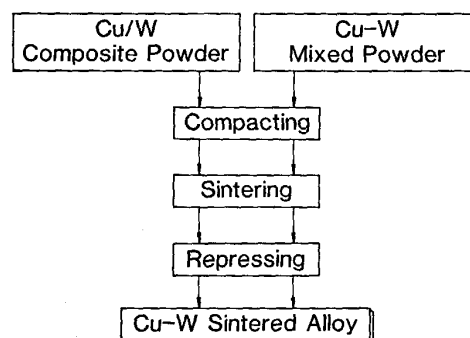 Cu/W
Composite Powder
Cu-W
Mixed Powder
Compacting
Sintering
Repressing
Cu-W Sintered Alloy